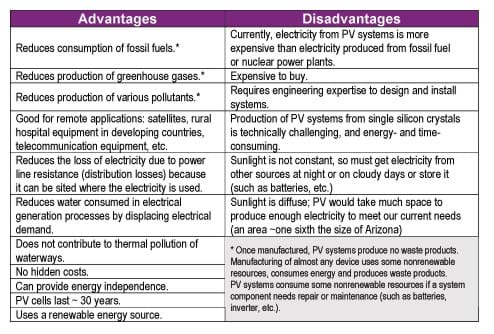 Advantages
Disadvantages
Reduces consumption of fossil fuels.*
Currently, electricity from PV systems is more
expensive than electricity produced from fossil fuel
or nuclear power plants.
Reduces production of greenhouse gases.*
Expensive to buy.
Reduces production of various pollutants.*
Requires engineering expertise to design and install
systems.
Good for remote applications: satellites, rural
hospital equipment in developing countries,
telecommunication equipment, etc.
Production of PV systems from single silicon crystals
is technically challenging, and energy- and time-
consuming.
Reduces the loss of electricity due to power
line resistance (distribution losses) because
it can be sited where the electricity is used.
Sunlight is not constant, so must get electricity from
other sources at night or on cloudy days or store it
(such as batteries, etc.)
Reduces water consumed in electrical
generation processes by displacing electrical
demand.
Sunlight is diffuse; PV would take much space to
produce enough electricity to meet our current needs
(an area ~one sixth the size of Arizona)
Does not contribute to thermal pollution of
waterways.
No hidden costs.
Can provide energy independence.
PV cells last ~ 30 years.
Uses a renewable energy source.
* Once manufactured, PV systems produce no waste products.
Manufacturing of almost any device uses some nonrenewable
resources, consumes energy and produces waste products.
PV systems consume some nonrenewable resources if a system
component needs repair or maintenance (such as batteries,
inverter, etc.).